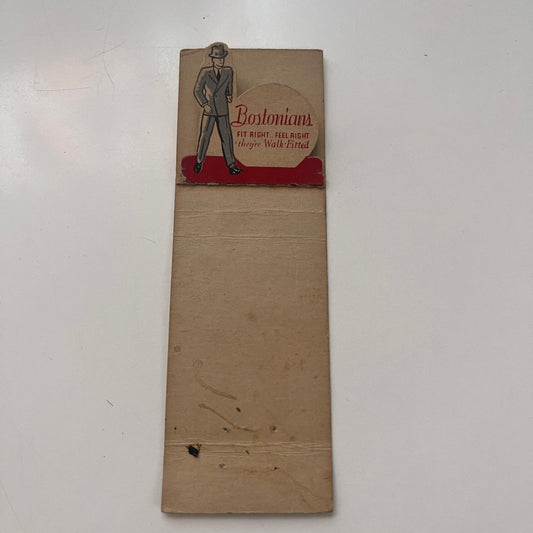 Bostonians
FIT RIGHT FEEL RIGHT
they're Walk-Fitted